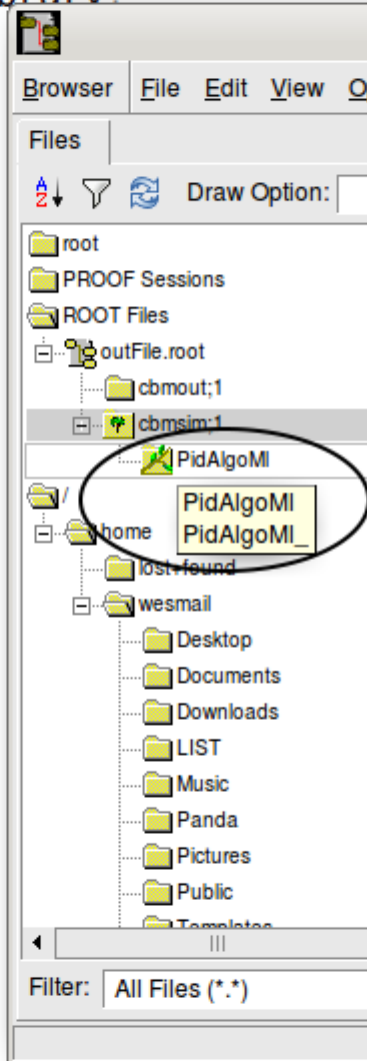 Browser File Edit View O
Files
Draw Option:
root
PROOF Sessions
ROOT Files
outFile.root
cbmout;1
cbmsim;1
PidAlgoMl
/
PidAlgoMl
PidAlgoMl_
home
lost+found
wesmail
Desktop
Documents
Downloads
LIST
Music
Panda
Pictures
Public
Templates
Filter: All Files (*.*)